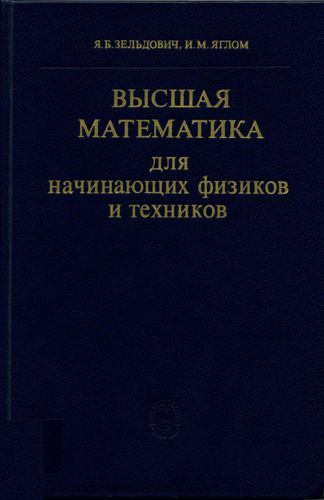 Я.Б.ЗЕЛЬДОВИЧ, И.М.ЯГЛОМ
ВЫСШАЯ
МАТЕМАТИКА
для
начинающих физиков
и техников